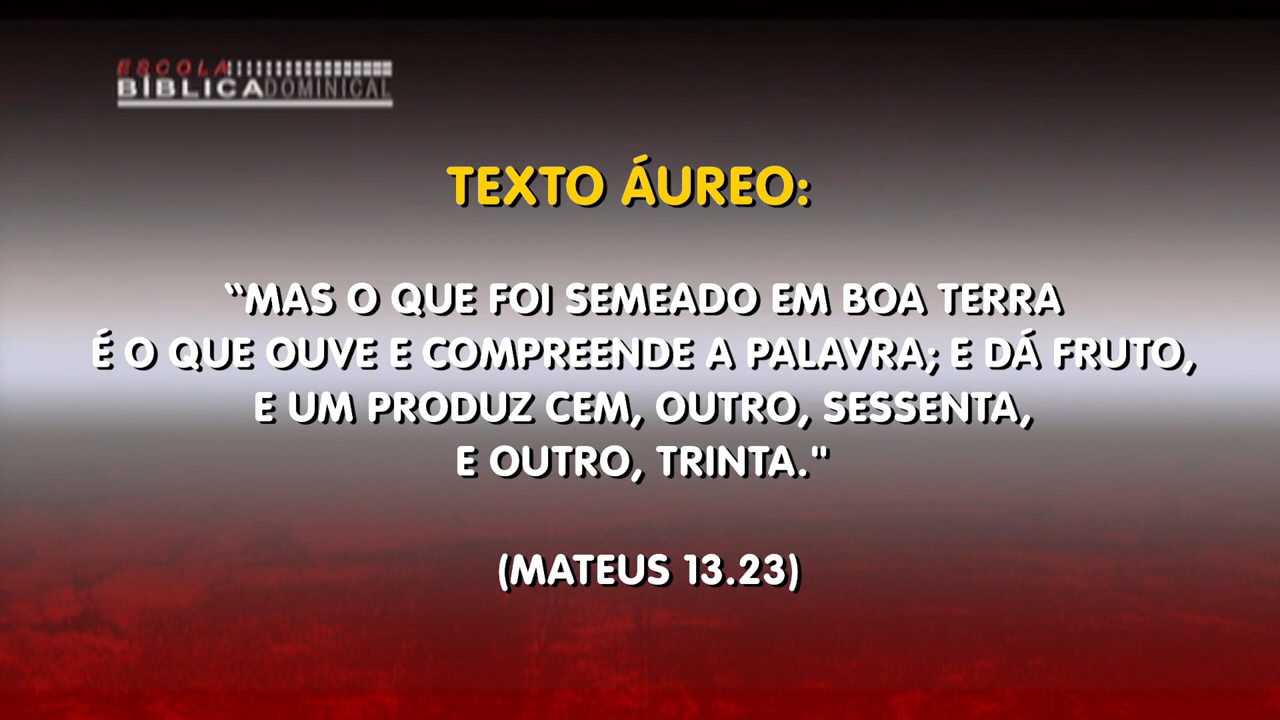 ESCOLA
BÍBLICA DOMINICAL
TEXTO ÁUREO:
“MAS O QUE FOI SEMEADO EM BOA TERRA
É O QUE OUVE E COMPREENDE A PALAVRA; E DÁ FRUTO,
E UM PRODUZ CEM, OUTRO, SESSENTA,
E OUTRO, TRINTA."
(MATEUS 13.23)